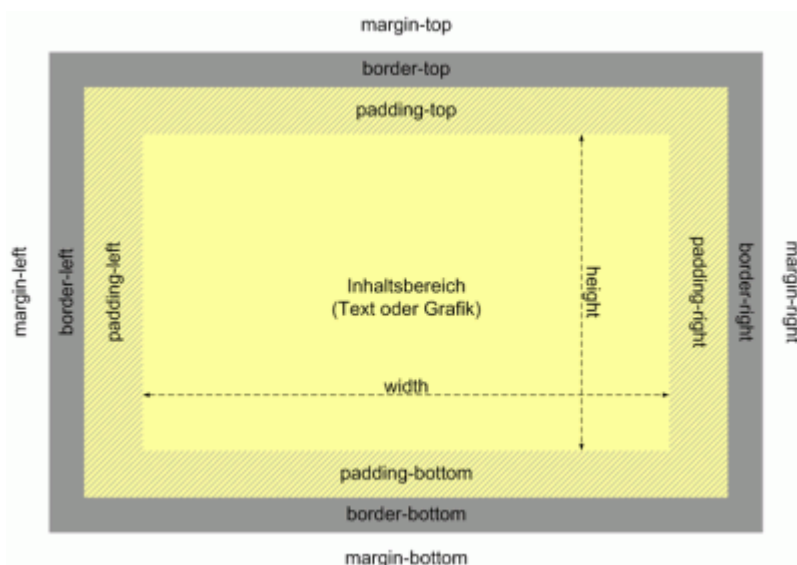 margin-top
border-top
padding-top
margin-left
border-left
padding-left
Inhaltsbereich
(Text oder Grafik)
height
padding-right
border-right
margin-right
width
padding-bottom
border-bottom
margin-bottom